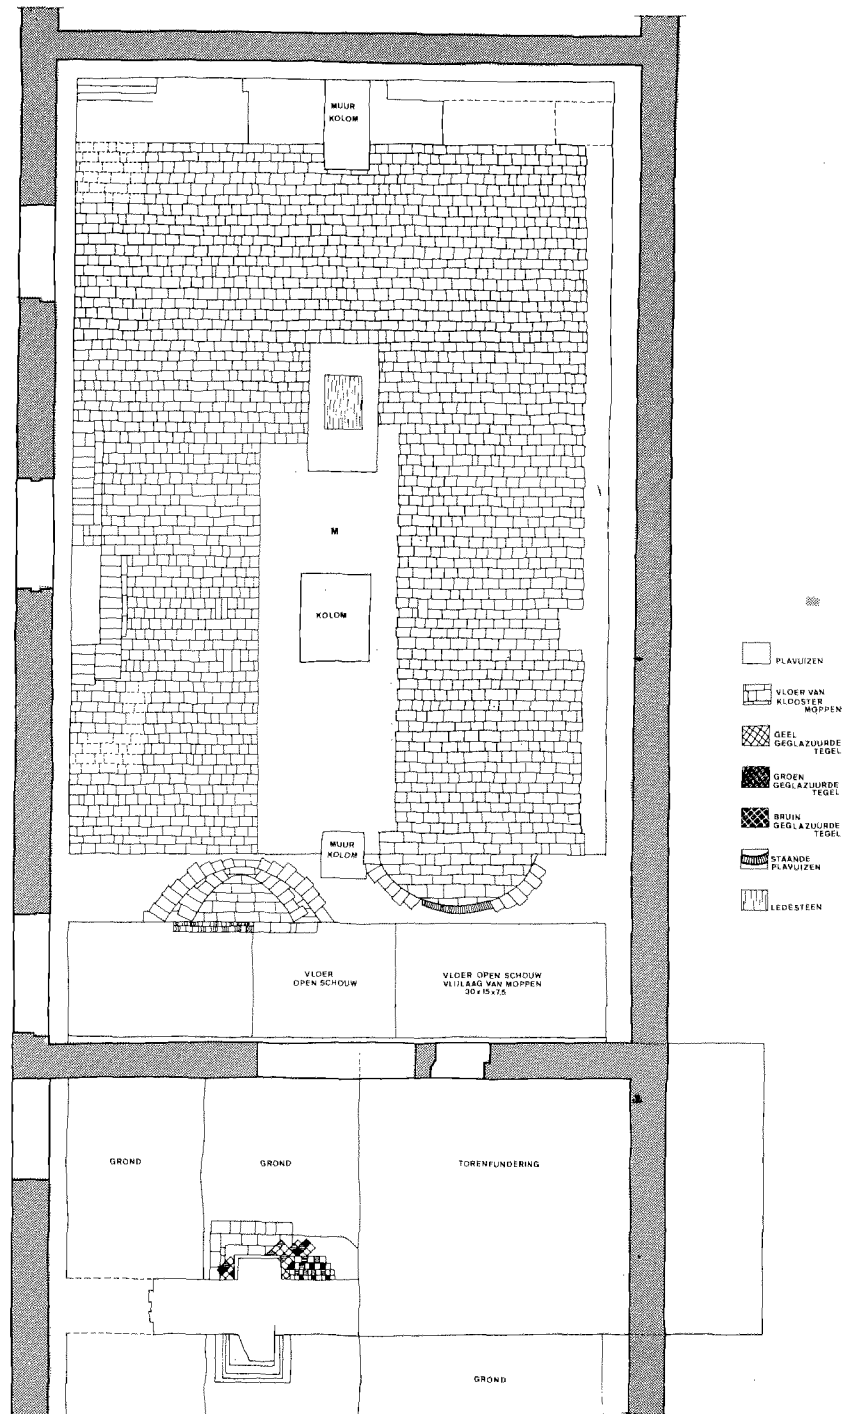 MUUR
KOLOM
M
KOLOM
MUUR
KOLOM
VLOER
OPEN SCHOUW
VLOER OPEN SCHOUW
VLIJLAAG VAN MOPPEN
30 x 15 x 7,5
GROND
GROND
TORENFUNDERING
GROND
PLAVUIZEN
VLOER VAN
KLOOSTER
MOPPEN
GEEL
GEGLAZUURDE
TEGEL
GROEN
GEGLAZUURDE
TEGEL
BRUIN
GEGLAZUURDE
TEGEL
STAANDE
PLAVUIZEN
LEDESTEEN